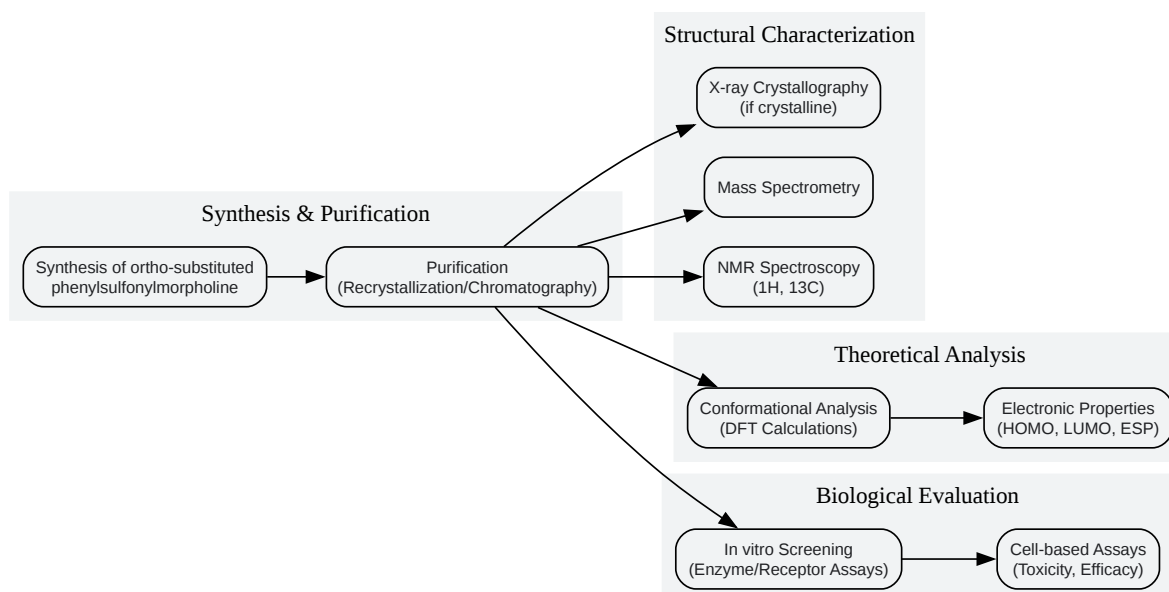 Structural Characterization
X-ray Crystallography
(if crystalline)
Mass Spectrometry
NMR Spectroscopy
(1H, 13C)
Synthesis & Purification
Synthesis of ortho-substituted
phenylsulfonylmorpholine
Purification
(Recrystallization/Chromatography)
Theoretical Analysis
Conformational Analysis
(DFT Calculations)
Electronic Properties
(HOMO, LUMO, ESP)
Biological Evaluation
In vitro Screening
(Enzyme/Receptor Assays)
Cell-based Assays
(Toxicity, Efficacy)